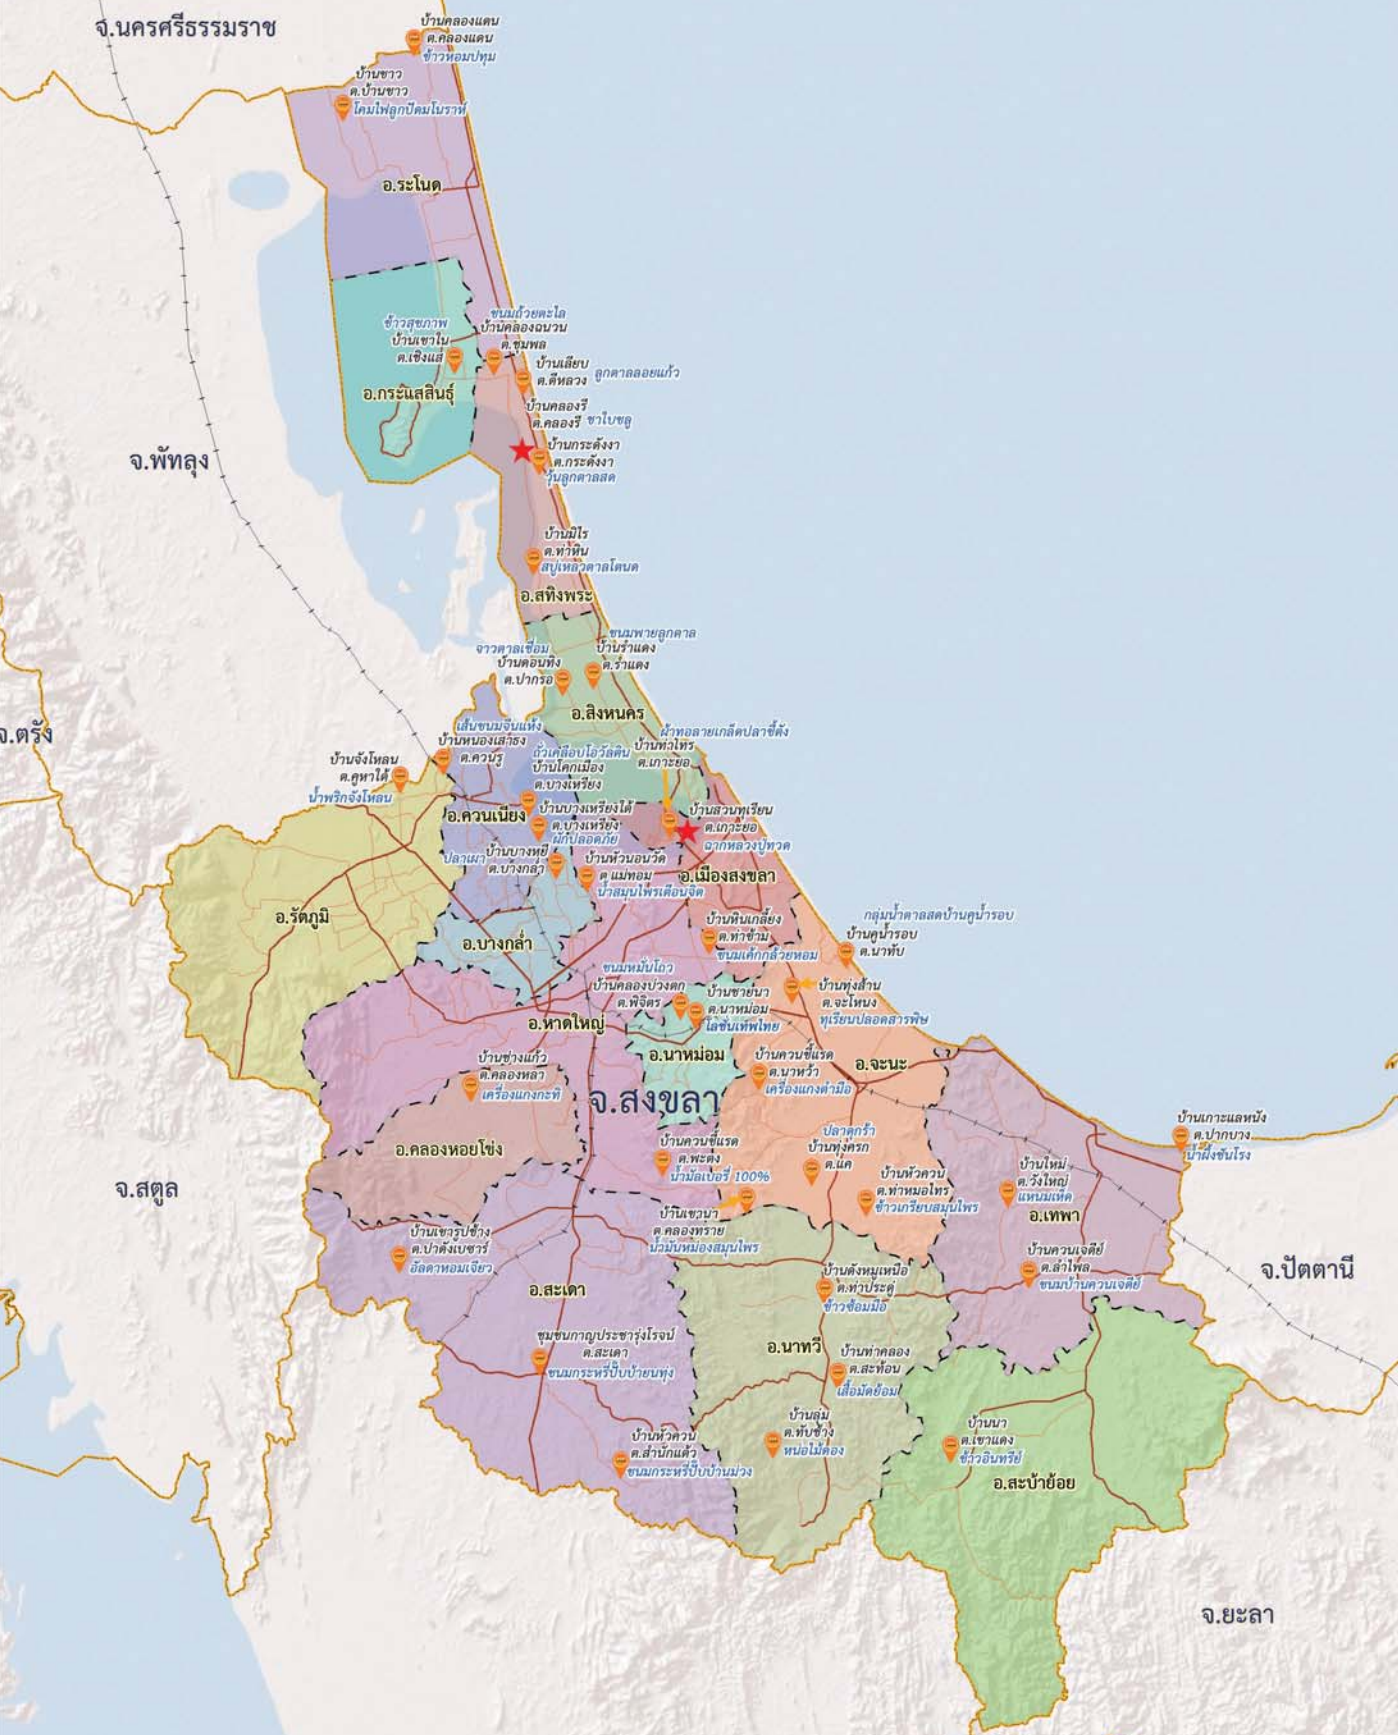 จ.นครศรีธรรมราช
บ้านคลองแดน
ต.คลองแดน
ข้าวหอมปทุม
บ้านขาว
ต.บ้านขาว
โคมไฟลูกปัดมโนราห์
อ.ระโนด
ขนมถ้วยตะไล
บ้านคลองฉนวน
ต.ชุมพล
ข้าวสุขภาพ
บ้านเขาใน
ต.เชิงแส
บ้านเลียบ
ต.ดีหลวง
ลูกตาลลอยแก้ว
อ.กระแสสินธุ์
บ้านคลองรี
ต.คลองรี
ชาใบขลู
บ้านกระดังงา
ต.กระดังงา
วุ้นลูกตาลสด
จ.พัทลุง
บ้านมิไร
ต.ท่าหิน
สบู่เหลวตาลโตนด
อ.สทิงพระ
ขนมพายลูกตาล
บ้านรำแดง
ต.รำแดง
จาวตาลเชื่อม
บ้านดอนทิง
ต.ปากรอ
อ.สิงหนคร
จ.ตรัง
เส้นขนมจีนแห้ง
บ้านหนองเสาธง
ต.ควนรู
ผ้าทอลายเกล็ดปลาขี้ตัง
บ้านท่าไทร
ต.เกาะยอ
ถั่วเคลือบโอวัลติน
บ้านโคกเมือง
ต.บางเหรียง
บ้านจังโหลน
ต.คูหาใต้
น้ำพริกจังโหลน
อ.ควนเนียง
บ้านบางเหรียงใต้
ต.บางเหรียง
ผักปลอดภัย
บ้านสวนทุเรียน
ต.เกาะยอ
ฉากหลวงปู่ทวด
ปลาเผา
บ้านบางหยี
ต.บางกล่ำ
บ้านหัวนอนวัด
ต.แม่ทอม
น้ำสมุนไพรเตือนจิต
อ.เมืองสงขลา
อ.รัตภูมิ
อ.บางกล่ำ
บ้านหินเกลี้ยง
ต.ท่าข้าม
ขนมเค้กกล้วยหอม
กลุ่มน้ำตาลสดบ้านคูน้ำรอบ
บ้านคูน้ำรอบ
ต.นาทับ
ขนมหมั่นโถว
บ้านคลองบ่วงตก
ต.พิจิตร
บ้านชายนา
ต.นาหม่อม
โลชั่นเทพไทย
บ้านทุ่งส้าน
ต.จะโหนง
ทุเรียนปลอดสารพิษ
อ.หาดใหญ่
อ.นาหม่อม
บ้านควนขี้แรด
ต.นาหว้า
เครื่องแกงตำมือ
อ.จะนะ
บ้านช่างแก้ว
ต.คลองหลา
เครื่องแกงกะทิ
จ.สงขลา
อ.คลองหอยโข่ง
บ้านควนขี้แรด
ต.พะตง
น้ำมัลเบอรี่ 100%
ปลาดุกร้า
บ้านทุ่งครก
ต.แค
บ้านหัวควน
ต.ท่าหมอไทร
ข้าวเกรียบสมุนไพร
บ้านเกาะแลหนัง
ต.ปากบาง
น้ำผึ้งชันโรง
บ้านใหม่
ต.วังใหญ่
แหนมเห็ด
อ.เทพา
จ.สตูล
บ้านเขานา
ต.คลองทราย
น้ำมันหม่องสมุนไพร
บ้านเขารูปช้าง
ต.ปาดังเบซาร์
อัลตาหอมเจียว
บ้านควนเจดีย์
ต.ลำไพล
ขนมบ้านควนเจดีย์
จ.ปัตตานี
อ.สะเดา
บ้านดังหมูเหนือ
ต.ท่าประดู่
ข้าวซ้อมมือ
ชุมชนกาญประชารุ่งโรจน์
ต.สะเดา
ขนมกระหรี่ปั๊บป้ายนทุ่ง
อ.นาทวี
บ้านท่าคลอง
ต.สะท้อน
เสื้อมัดย้อม
บ้านลุ่ม
ต.ทับช้าง
หน่อไม้ดอง
บ้านหัวควน
ต.สำนักแต้ว
ขนมกระหรี่ปั๊บบ้านม่วง
บ้านนา
ต.เขาแดง
ข้าวอินทรีย์
อ.สะบ้าย้อย
จ.ยะลา